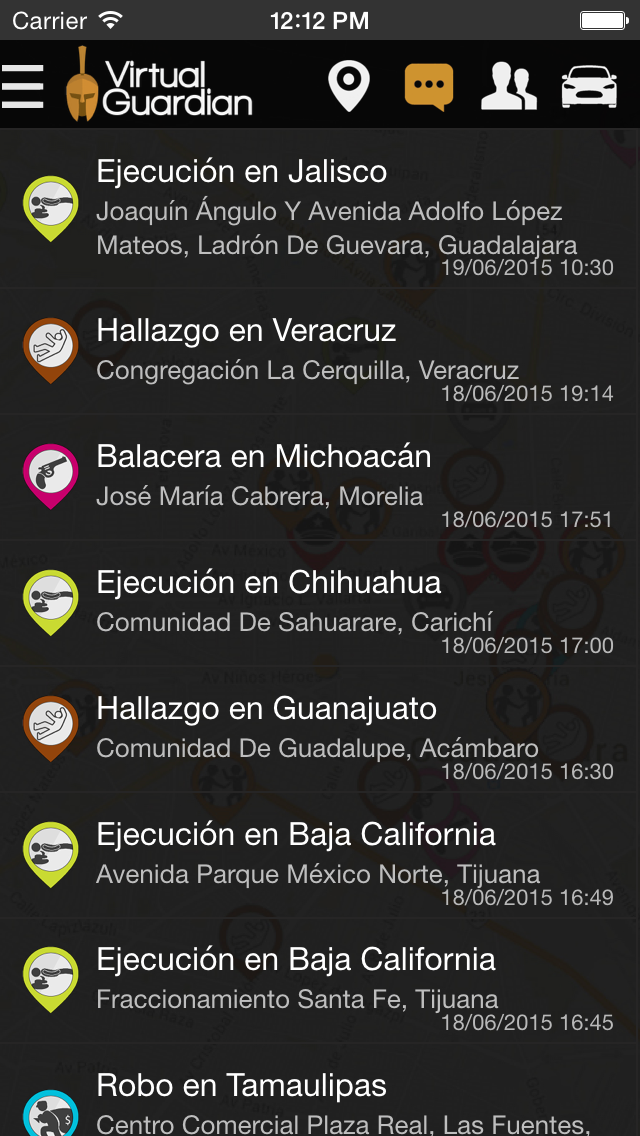 Carrier 12:12 PM
Virtual
Guardian
Ejecución en Jalisco
Joaquín Ángulo Y Avenida Adolfo López
Mateos, Ladrón De Guevara, Guadalajara
19/06/2015 10:30
Hallazgo en Veracruz
Congregación La Cerquilla, Veracruz
18/06/2015 19:14
Balacera en Michoacán
José María Cabrera, Morelia
18/06/2015 17:51
Ejecución en Chihuahua
Comunidad De Sahuarare, Carichí
18/06/2015 17:00
Hallazgo en Guanajuato
Comunidad De Guadalupe, Acámbaro
18/06/2015 16:30
Ejecución en Baja California
Avenida Parque México Norte, Tijuana
18/06/2015 16:49
Ejecución en Baja California
Fraccionamiento Santa Fe, Tijuana
18/06/2015 16:45
Robo en Tamaulipas
Centro Comercial Plaza Real, Las Fuentes,